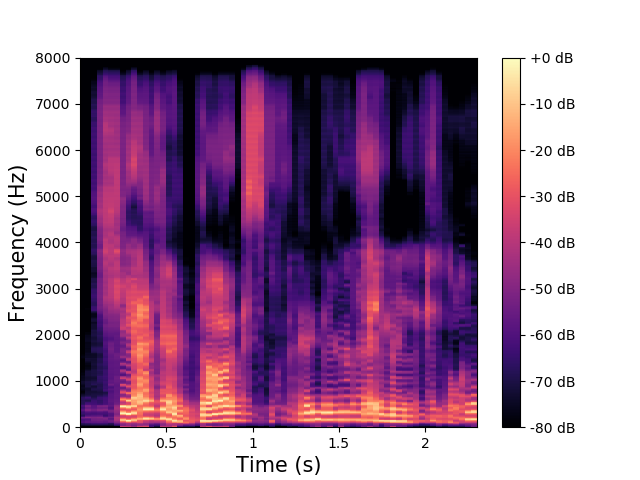 8000
7000
6000
5000
4000
3000
2000
1000
0
Frequency (Hz)
0
0.5
1
1.5
2
Time (s)
+0 dB
-10 dB
-20 dB
-30 dB
-40 dB
-50 dB
-60 dB
-70 dB
-80 dB